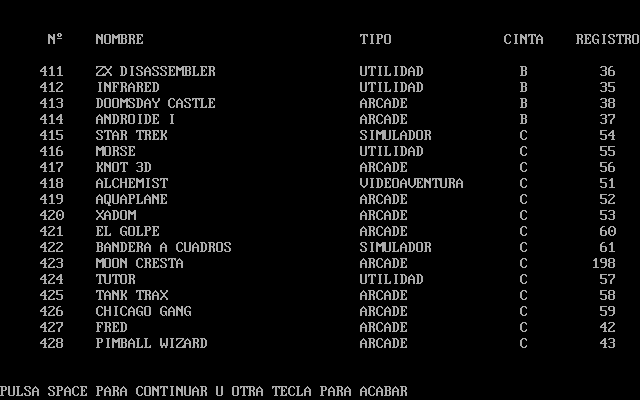 Nº NOMBRE TIPO CINTA REGISTRO
411 ZX DISASSEMBLER UTILIDAD B 36
412 INFRARED UTILIDAD B 35
413 DOOMSDAY CASTLE ARCADE B 38
414 ANDROIDE I ARCADE B 37
415 STAR TREK SIMULADOR C 54
416 MORSE UTILIDAD C 55
417 KNOT 3D ARCADE C 56
418 ALCHEMIST VIDEOAVENTURA C 51
419 AQUAPLANE ARCADE C 52
420 XADOM ARCADE C 53
421 EL GOLPE ARCADE C 60
422 BANDERA A CUADROS SIMULADOR C 61
423 MOON CRESTA ARCADE C 198
424 TUTOR UTILIDAD C 57
425 TANK TRAX ARCADE C 58
426 CHICAGO GANG ARCADE C 59
427 FRED ARCADE C 42
428 PIMBALL WIZARD ARCADE C 43
PULSA SPACE PARA CONTINUAR U OTRA TECLA PARA ACABAR